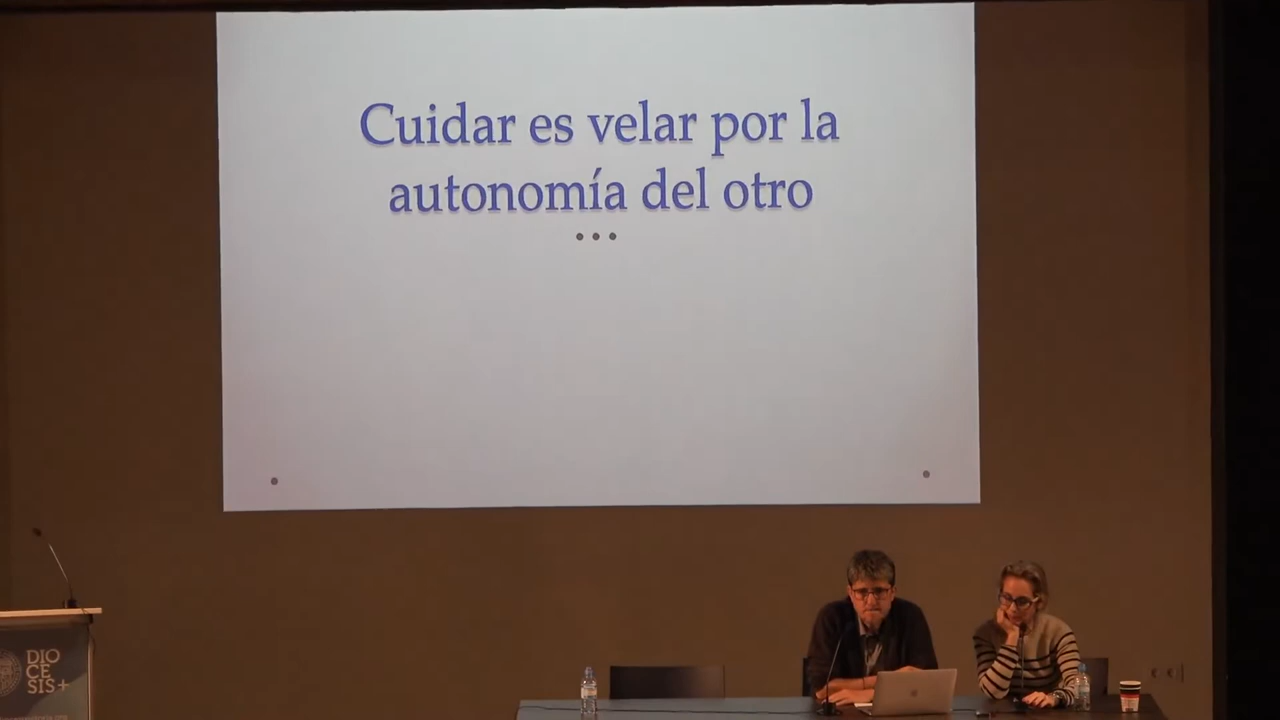 Cuidar es velar por la
autonomía del otro
DIO
CE
SIS+